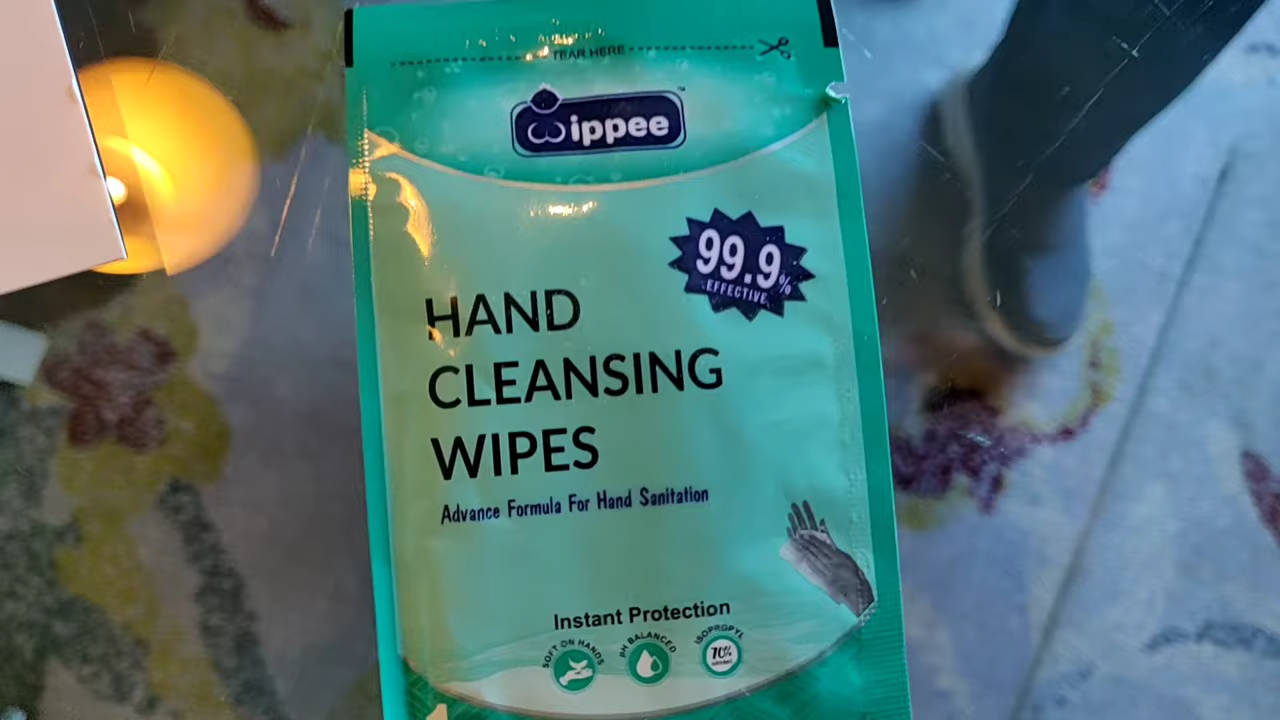 TEAR HERE
Wippee
99.9%
EFFECTIVE
HAND
CLEANSING
WIPES
Advance Formula For Hand Sanitation
Instant Protection
SOFT ON HANDS
PH BALANCED
ISOPROPYL
70%